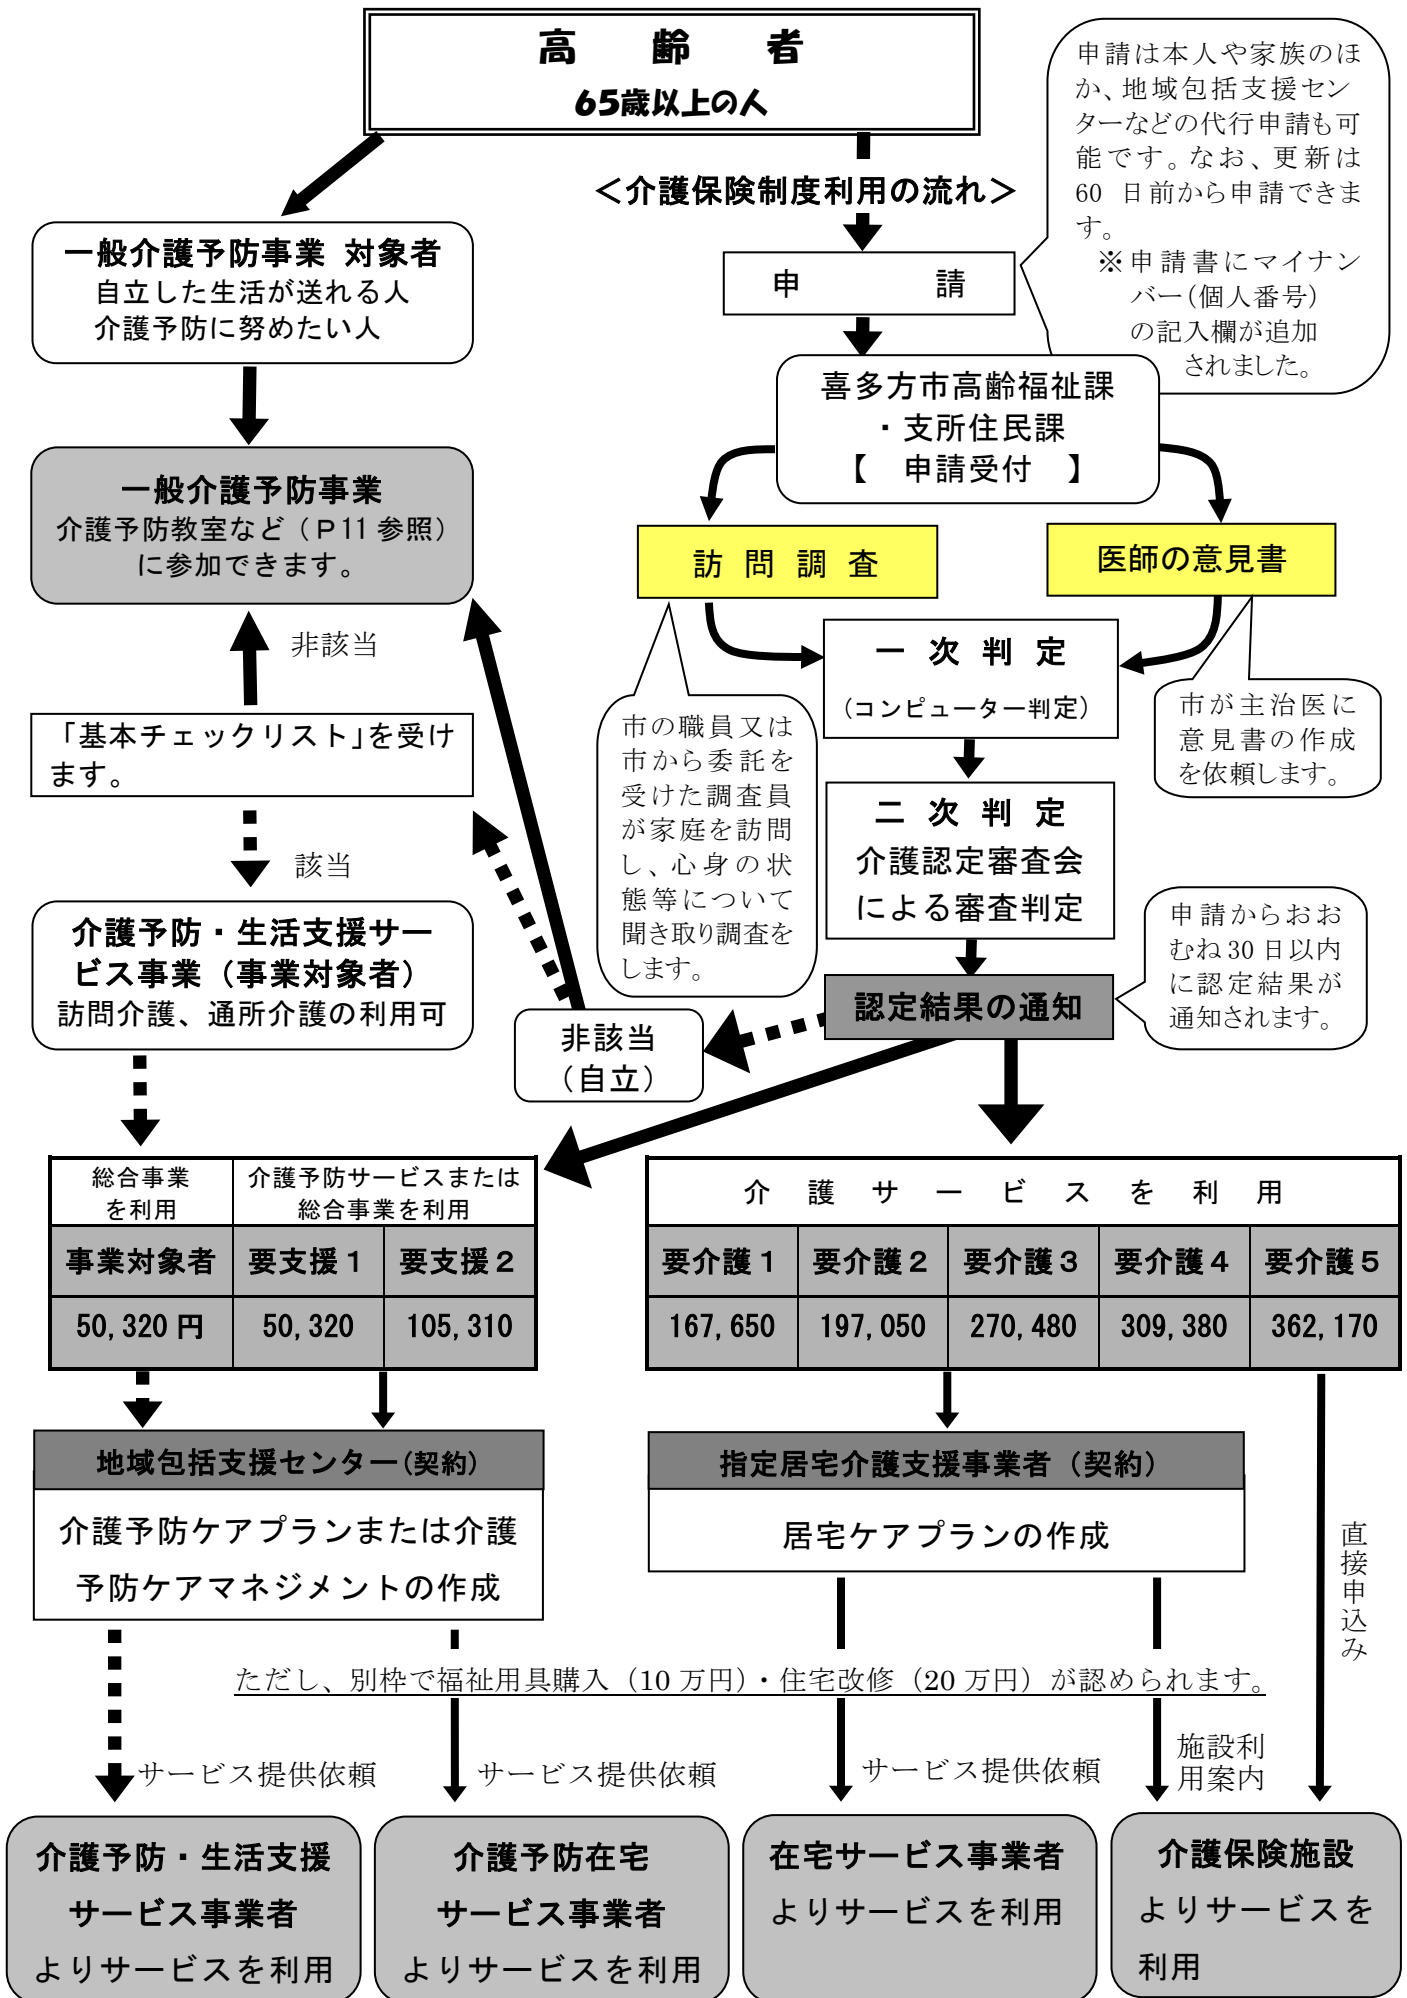 高齢者
65歳以上の人
申請は本人や家族のほ
か、地域包括支援セン
ターなどの代行申請も可
能です。なお、更新は
60 日前から申請できま
す。
※申請書にマイナン
バー(個人番号)
の記入欄が追加
されました。
<介護保険制度利用の流れ>
一般介護予防事業 対象者
自立した生活が送れる人
介護予防に努めたい人
申請
喜多方市高齢福祉課
・支所住民課
【 申請受付 】
一般介護予防事業
介護予防教室など(P11 参照)
に参加できます。
訪問調査
医師の意見書
非該当
一次判定
(コンピューター判定)
市が主治医に
意見書の作成
を依頼します。
「基本チェックリスト」を受け
ます。
市の職員又は
市から委託を
受けた調査員
が家庭を訪問
し、心身の状
態等について
聞き取り調査を
します。
二次判定
介護認定審査会
による審査判定
該当
介護予防・生活支援サー
ビス事業(事業対象者)
訪問介護、通所介護の利用可
申請からおお
むね30日以内
に認定結果が
通知されます。
認定結果の通知
非該当
(自立)
総合事業
を利用
介護予防サービスまたは
総合事業を利用
介護サービスを利用
事業対象者 要支援1 要支援2
要介護1 要介護2 要介護3 要介護4 要介護5
50,320円 50,320 105,310
167,650 197,050 270,480 309,380 362,170
地域包括支援センター(契約)
介護予防ケアプランまたは介護
予防ケアマネジメントの作成
指定居宅介護支援事業者(契約)
居宅ケアプランの作成
直接申込み
ただし、別枠で福祉用具購入(10万円)・住宅改修(20万円)が認められます。
サービス提供依頼
サービス提供依頼
サービス提供依頼
施設利
用案内
介護予防・生活支援
サービス事業者
よりサービスを利用
介護予防在宅
サービス事業者
よりサービスを利用
在宅サービス事業者
よりサービスを利用
介護保険施設
よりサービスを
利用